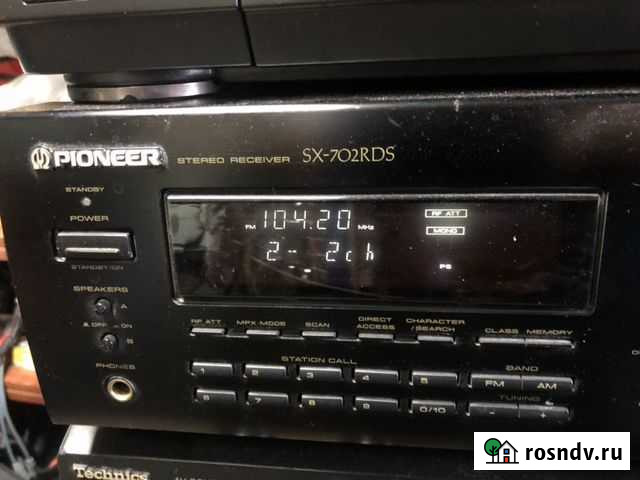 PIONEER STEREO RECEIVER SX-702RDS
STANDBY
POWER
STANDBY/ON
FM 104.20 MHz RF ATT
MONO
2- 2ch PS
SPEAKERS
A
ON
B
PHONES
RF ATT MPX MODE SCAN DIRECT ACCESS CHARACTER /SEARCH CLASS MEMORY
STATION CALL BAND
1 2 3 4 5 FM AM
TUNING
6 7 8 9 0/10 - +
Technics
rosndv.ru